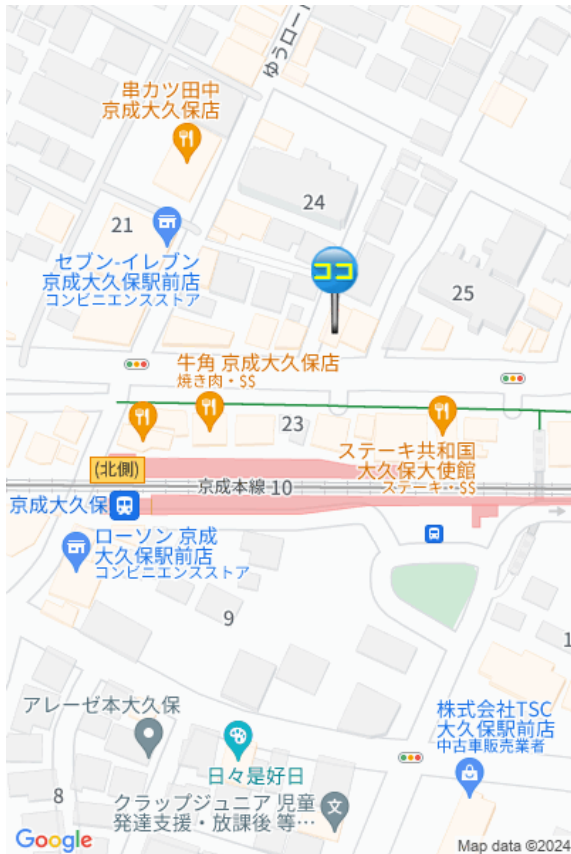 ゆうロー
串カツ田中
京成大久保店
24
21
セブン-イレブン
京成大久保駅前店
コンビニエンスストア
ココ
25
牛角 京成大久保店
焼き肉・$$
23
ステーキ共和国
大久保大使館
ステーキ・$$
(北側)
京成本線 10
京成大久保
ローソン 京成
大久保駅前店
コンビニエンスストア
9
1
アレーゼ本大久保
株式会社TSC
大久保駅前店
中古車販売業者
日々是好日
8
クラップジュニア 児童
発達支援・放課後 等…
文
Google
Map data ©2024